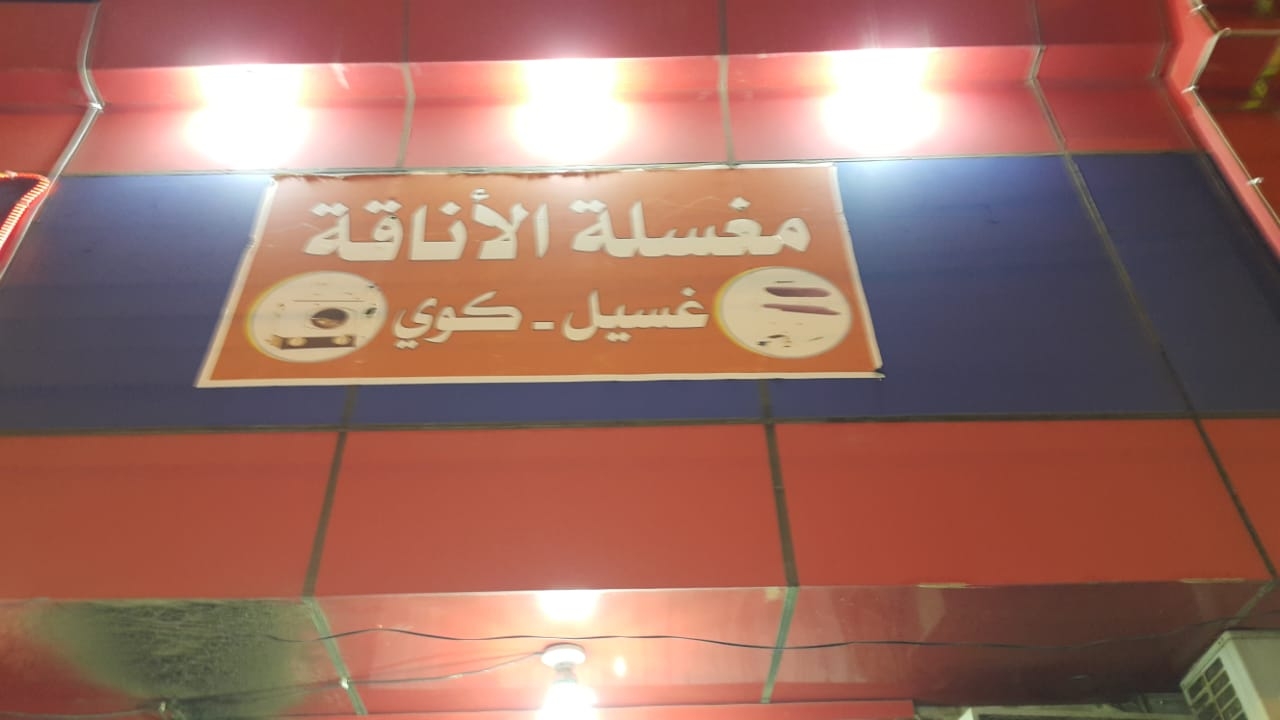 مغسلة الأناقة
غسيل - كوي